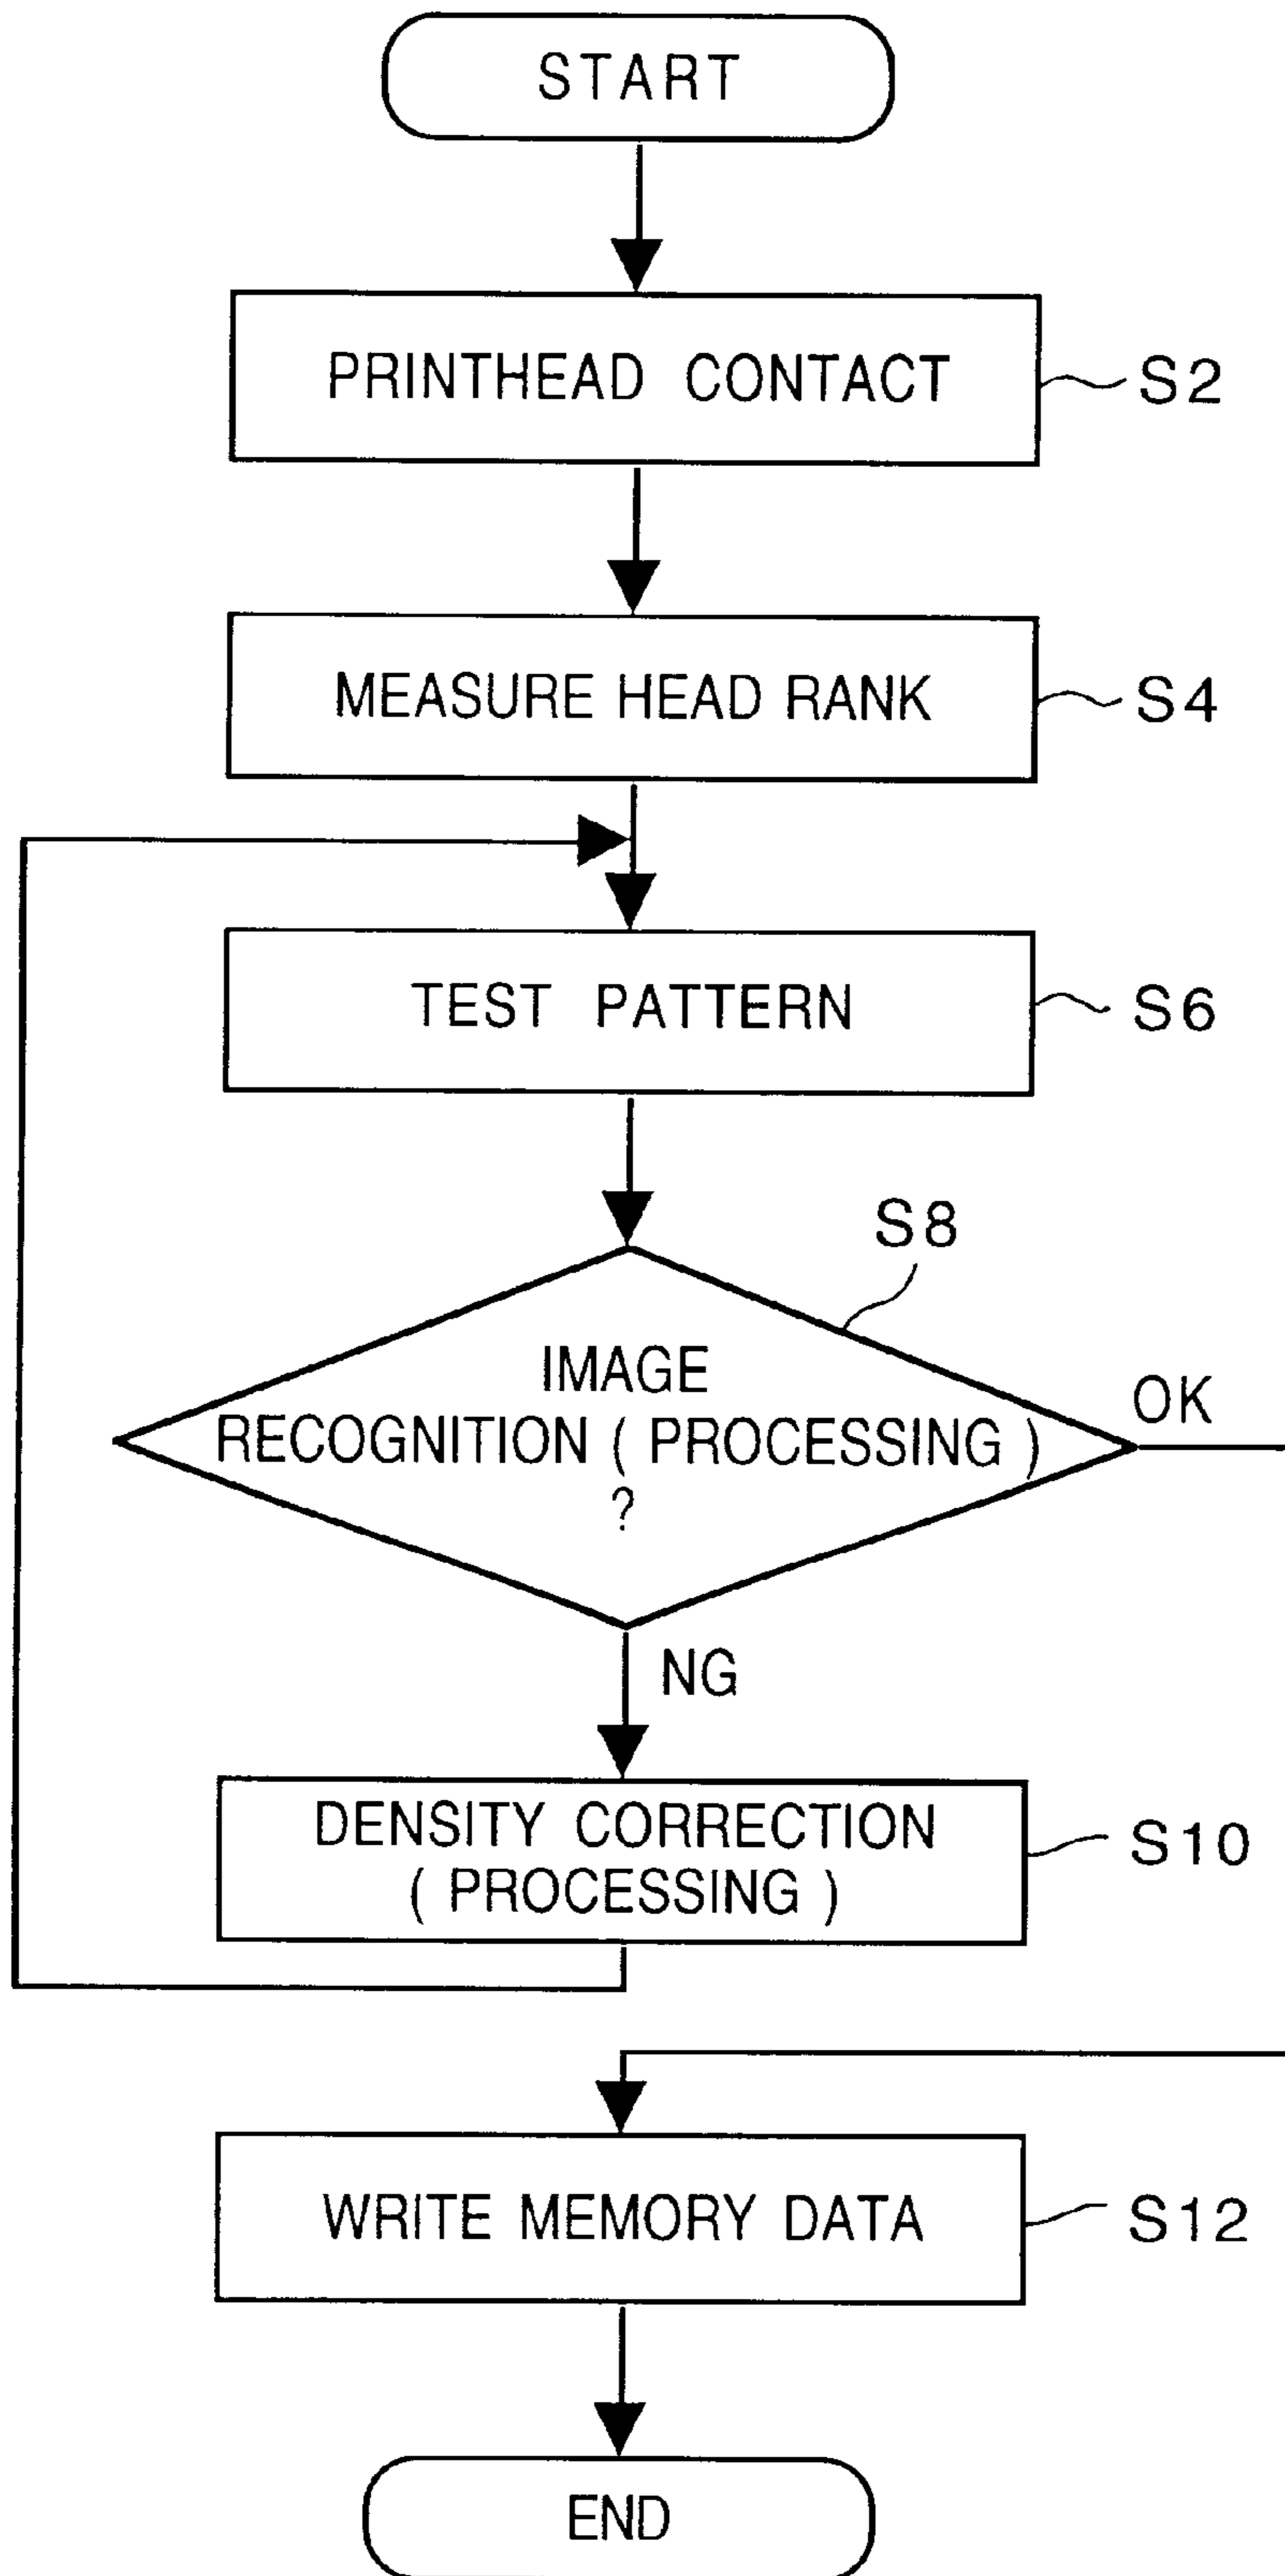 START
PRINTHEAD CONTACT
S2
MEASURE HEAD RANK
S4
TEST PATTERN
S6
S8
IMAGE
RECOGNITION ( PROCESSING )
?
OK
NG
DENSITY CORRECTION
( PROCESSING )
S10
WRITE MEMORY DATA
S12
END